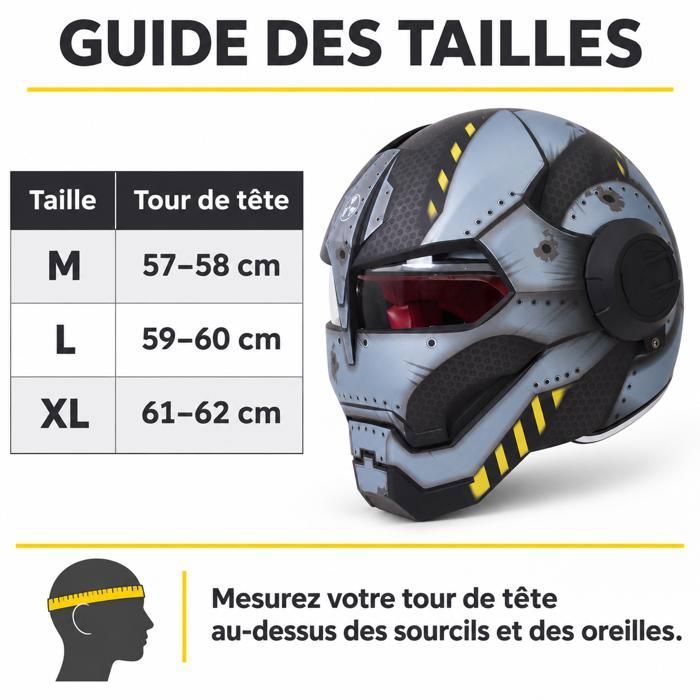 GUIDE DES TAILLES
Taille Tour de tête
M 57–58 cm
L 59–60 cm
XL 61–62 cm
Mesurez votre tour de tête
au-dessus des sourcils et des oreilles.